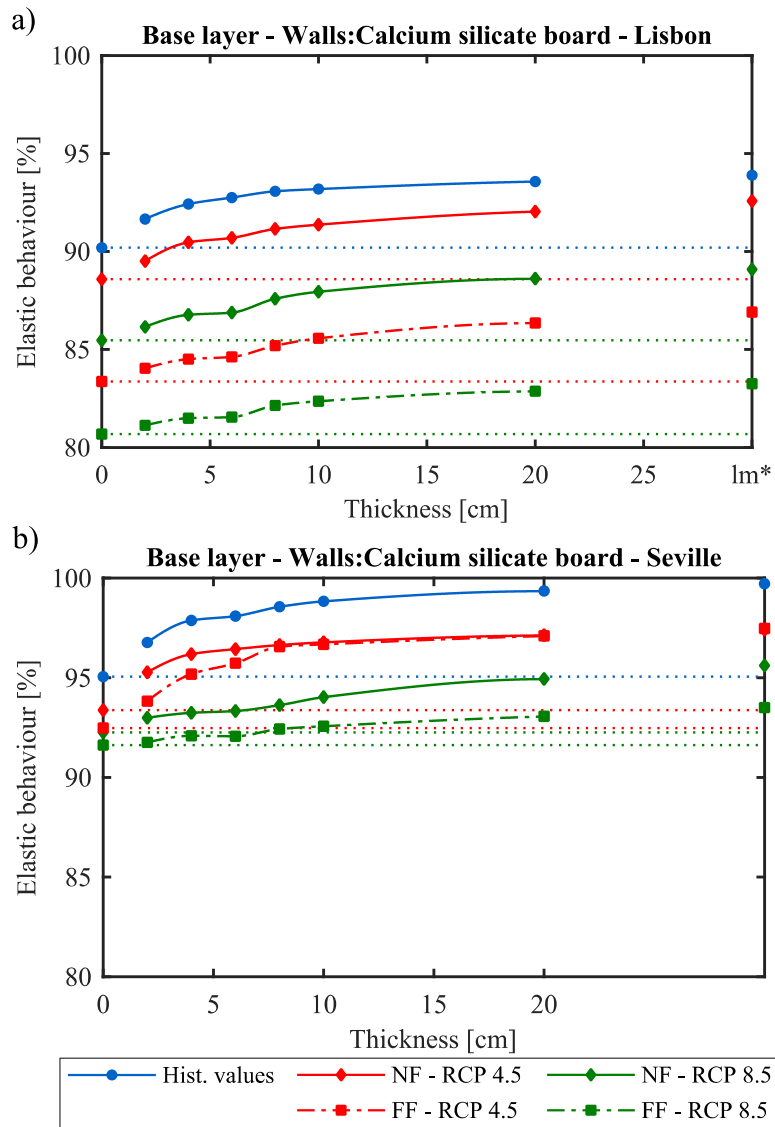 a)
Base layer - Walls:Calcium silicate board - Lisbon
100
95
90
85
80
Elastic behaviour [%]
0 5 10 15 20 25 lm*
Thickness [cm]
b)
Base layer - Walls:Calcium silicate board - Seville
100
95
90
85
80
Elastic behaviour [%]
0 5 10 15 20
Thickness [cm]
Hist. values NF - RCP 4.5 NF - RCP 8.5
FF - RCP 4.5 FF - RCP 8.5